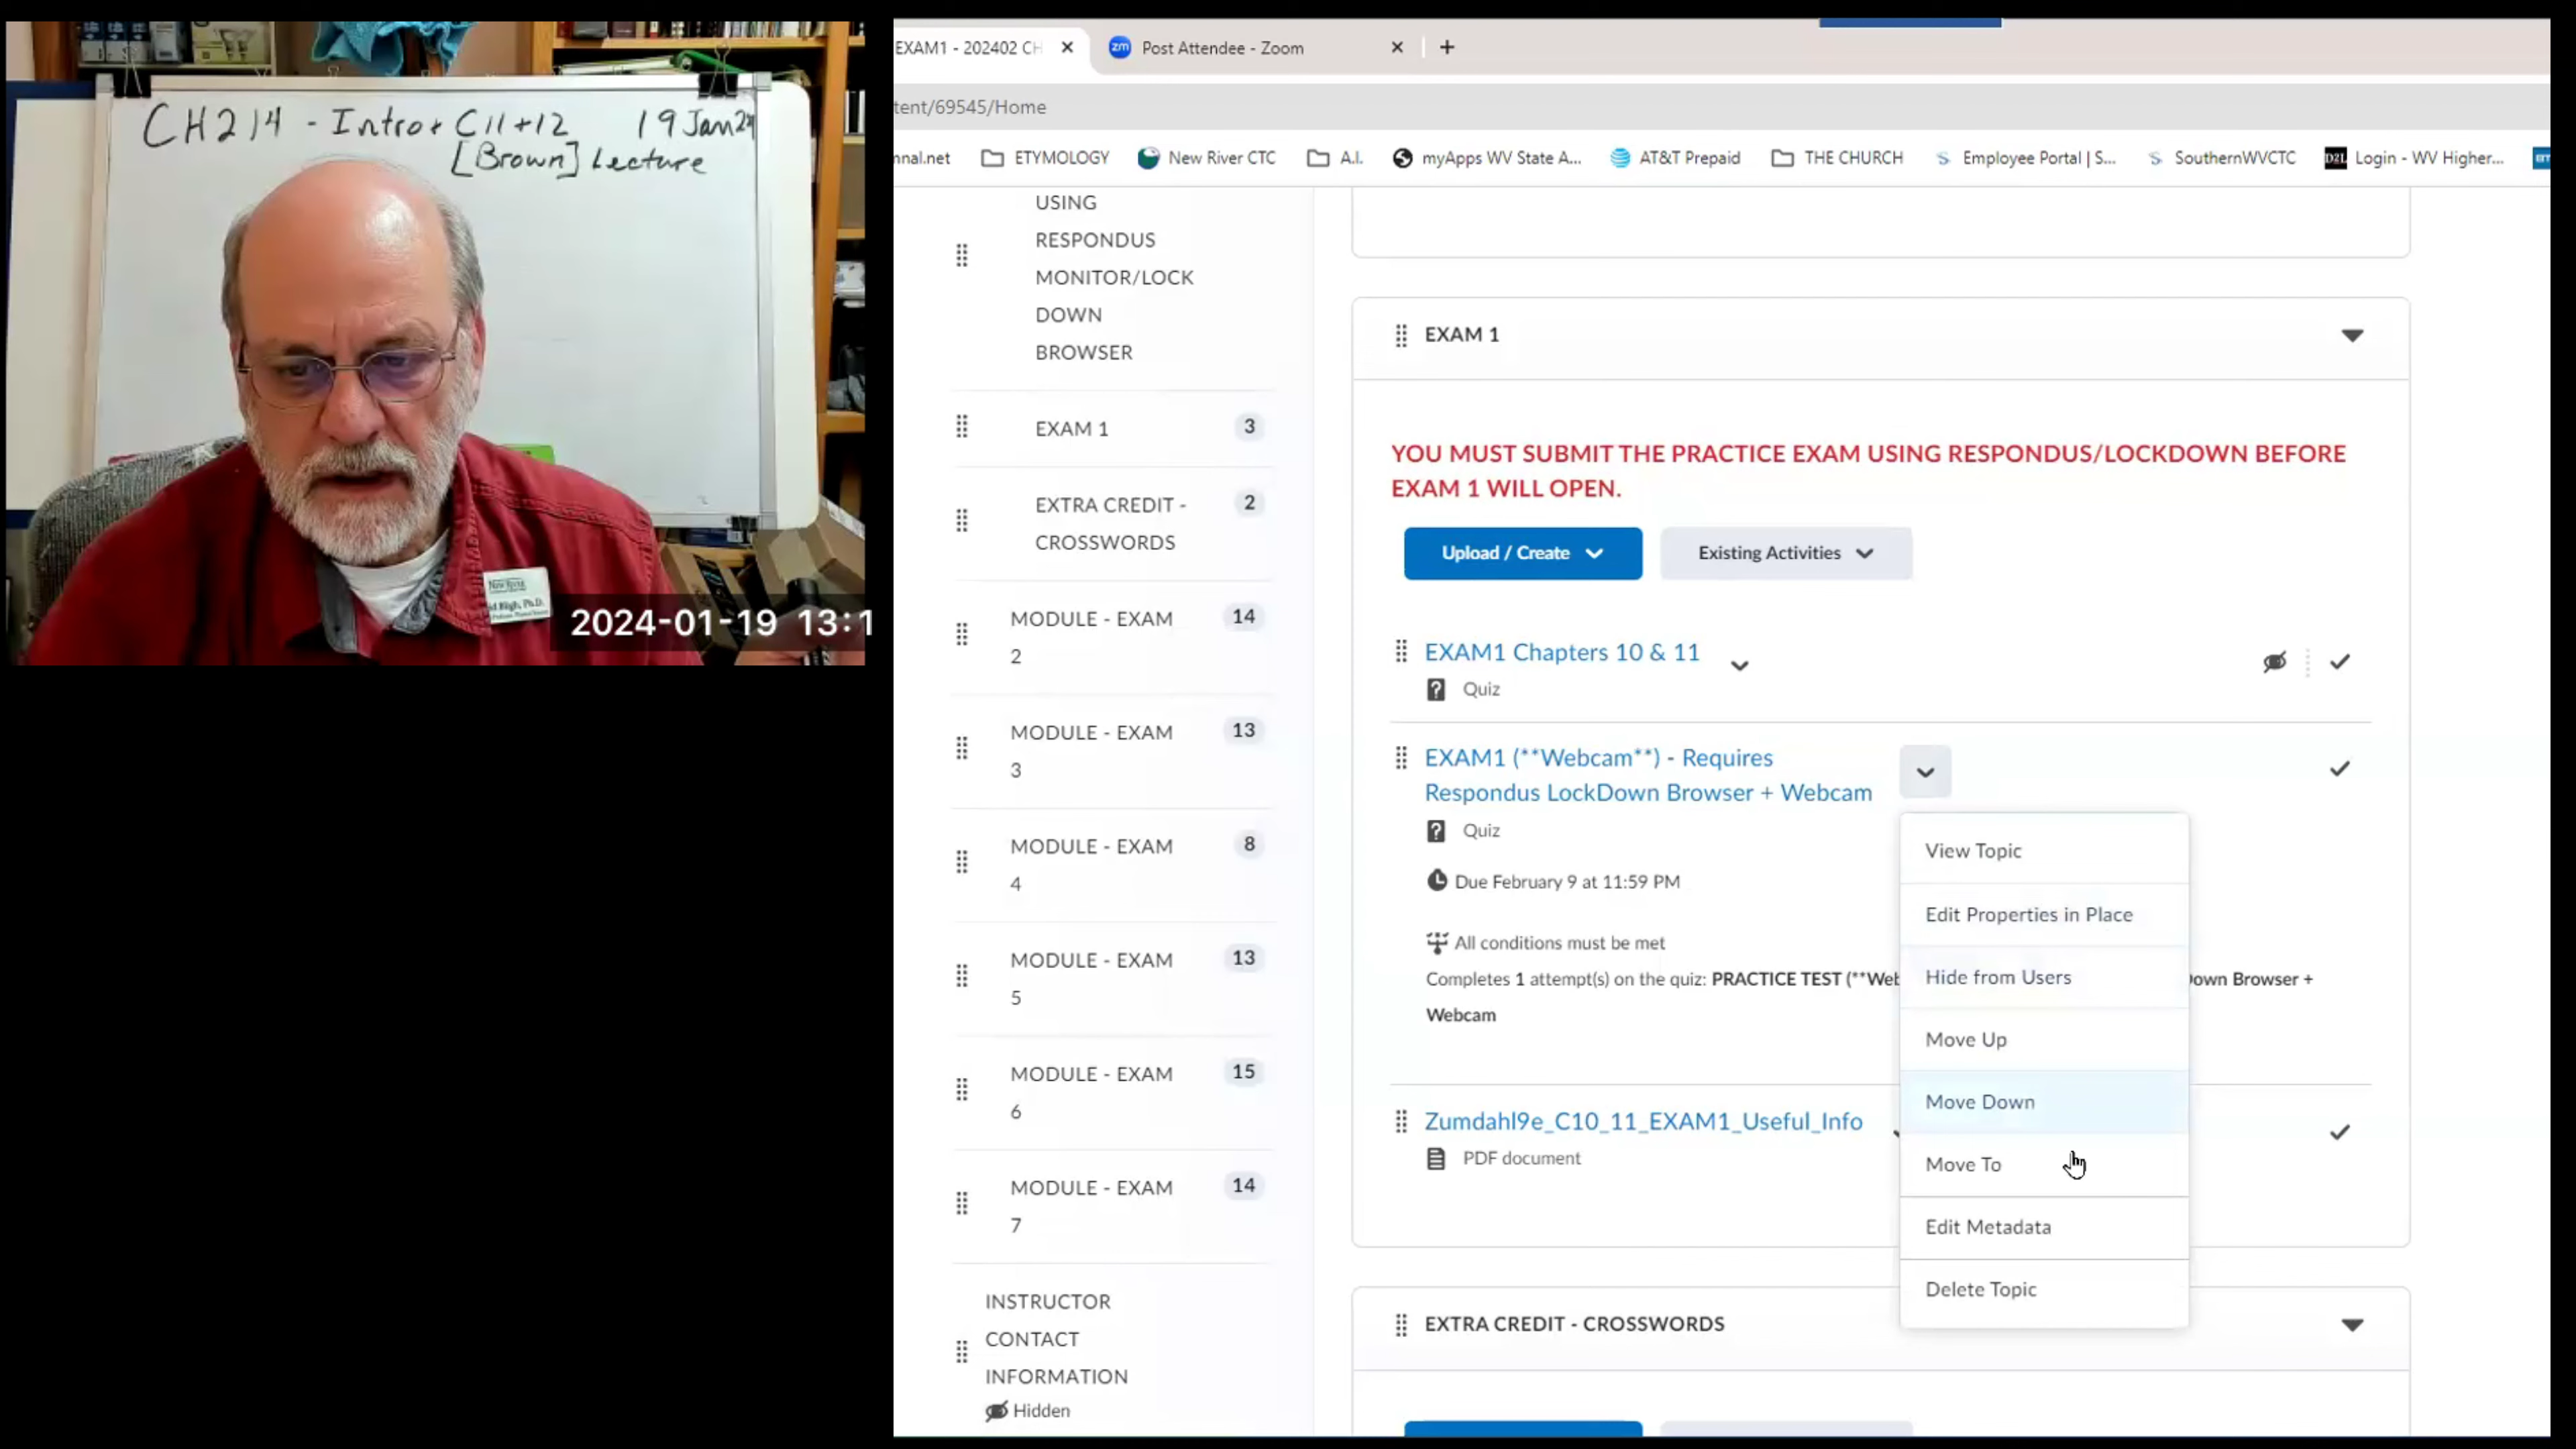 CH214 - Intro + C11+12 19 Jan 24
[Brown] Lecture
New River
Ph.D.
2024-01-19 13:1
EXAM1 - 202402 CH
Post Attendee - Zoom
tent/69545/Home
nnal.net
ETYMOLOGY
New River CTC
A.I.
myApps WV State A...
AT&T Prepaid
THE CHURCH
Employee Portal | S...
SouthernWVCTC
D2L
Login - WV Higher...
USING
RESPONDUS
MONITOR/LOCK
DOWN
BROWSER
EXAM 1 3
EXTRA CREDIT - 2
CROSSWORDS
MODULE - EXAM 14
2
MODULE - EXAM 13
3
MODULE - EXAM 8
4
MODULE - EXAM 13
5
MODULE - EXAM 15
6
MODULE - EXAM 14
7
INSTRUCTOR
CONTACT
INFORMATION
Hidden
EXAM 1
YOU MUST SUBMIT THE PRACTICE EXAM USING RESPONDUS/LOCKDOWN BEFORE
EXAM 1 WILL OPEN.
Upload / Create
Existing Activities
EXAM1 Chapters 10 & 11
Quiz
EXAM1 (**Webcam**) - Requires
Respondus LockDown Browser + Webcam
Quiz
Due February 9 at 11:59 PM
All conditions must be met
Completes 1 attempt(s) on the quiz: PRACTICE TEST (**Web own Browser +
Webcam
Zumdahl9e_C10_11_EXAM1_Useful_Info
PDF document
View Topic
Edit Properties in Place
Hide from Users
Move Up
Move Down
Move To
Edit Metadata
Delete Topic
EXTRA CREDIT - CROSSWORDS